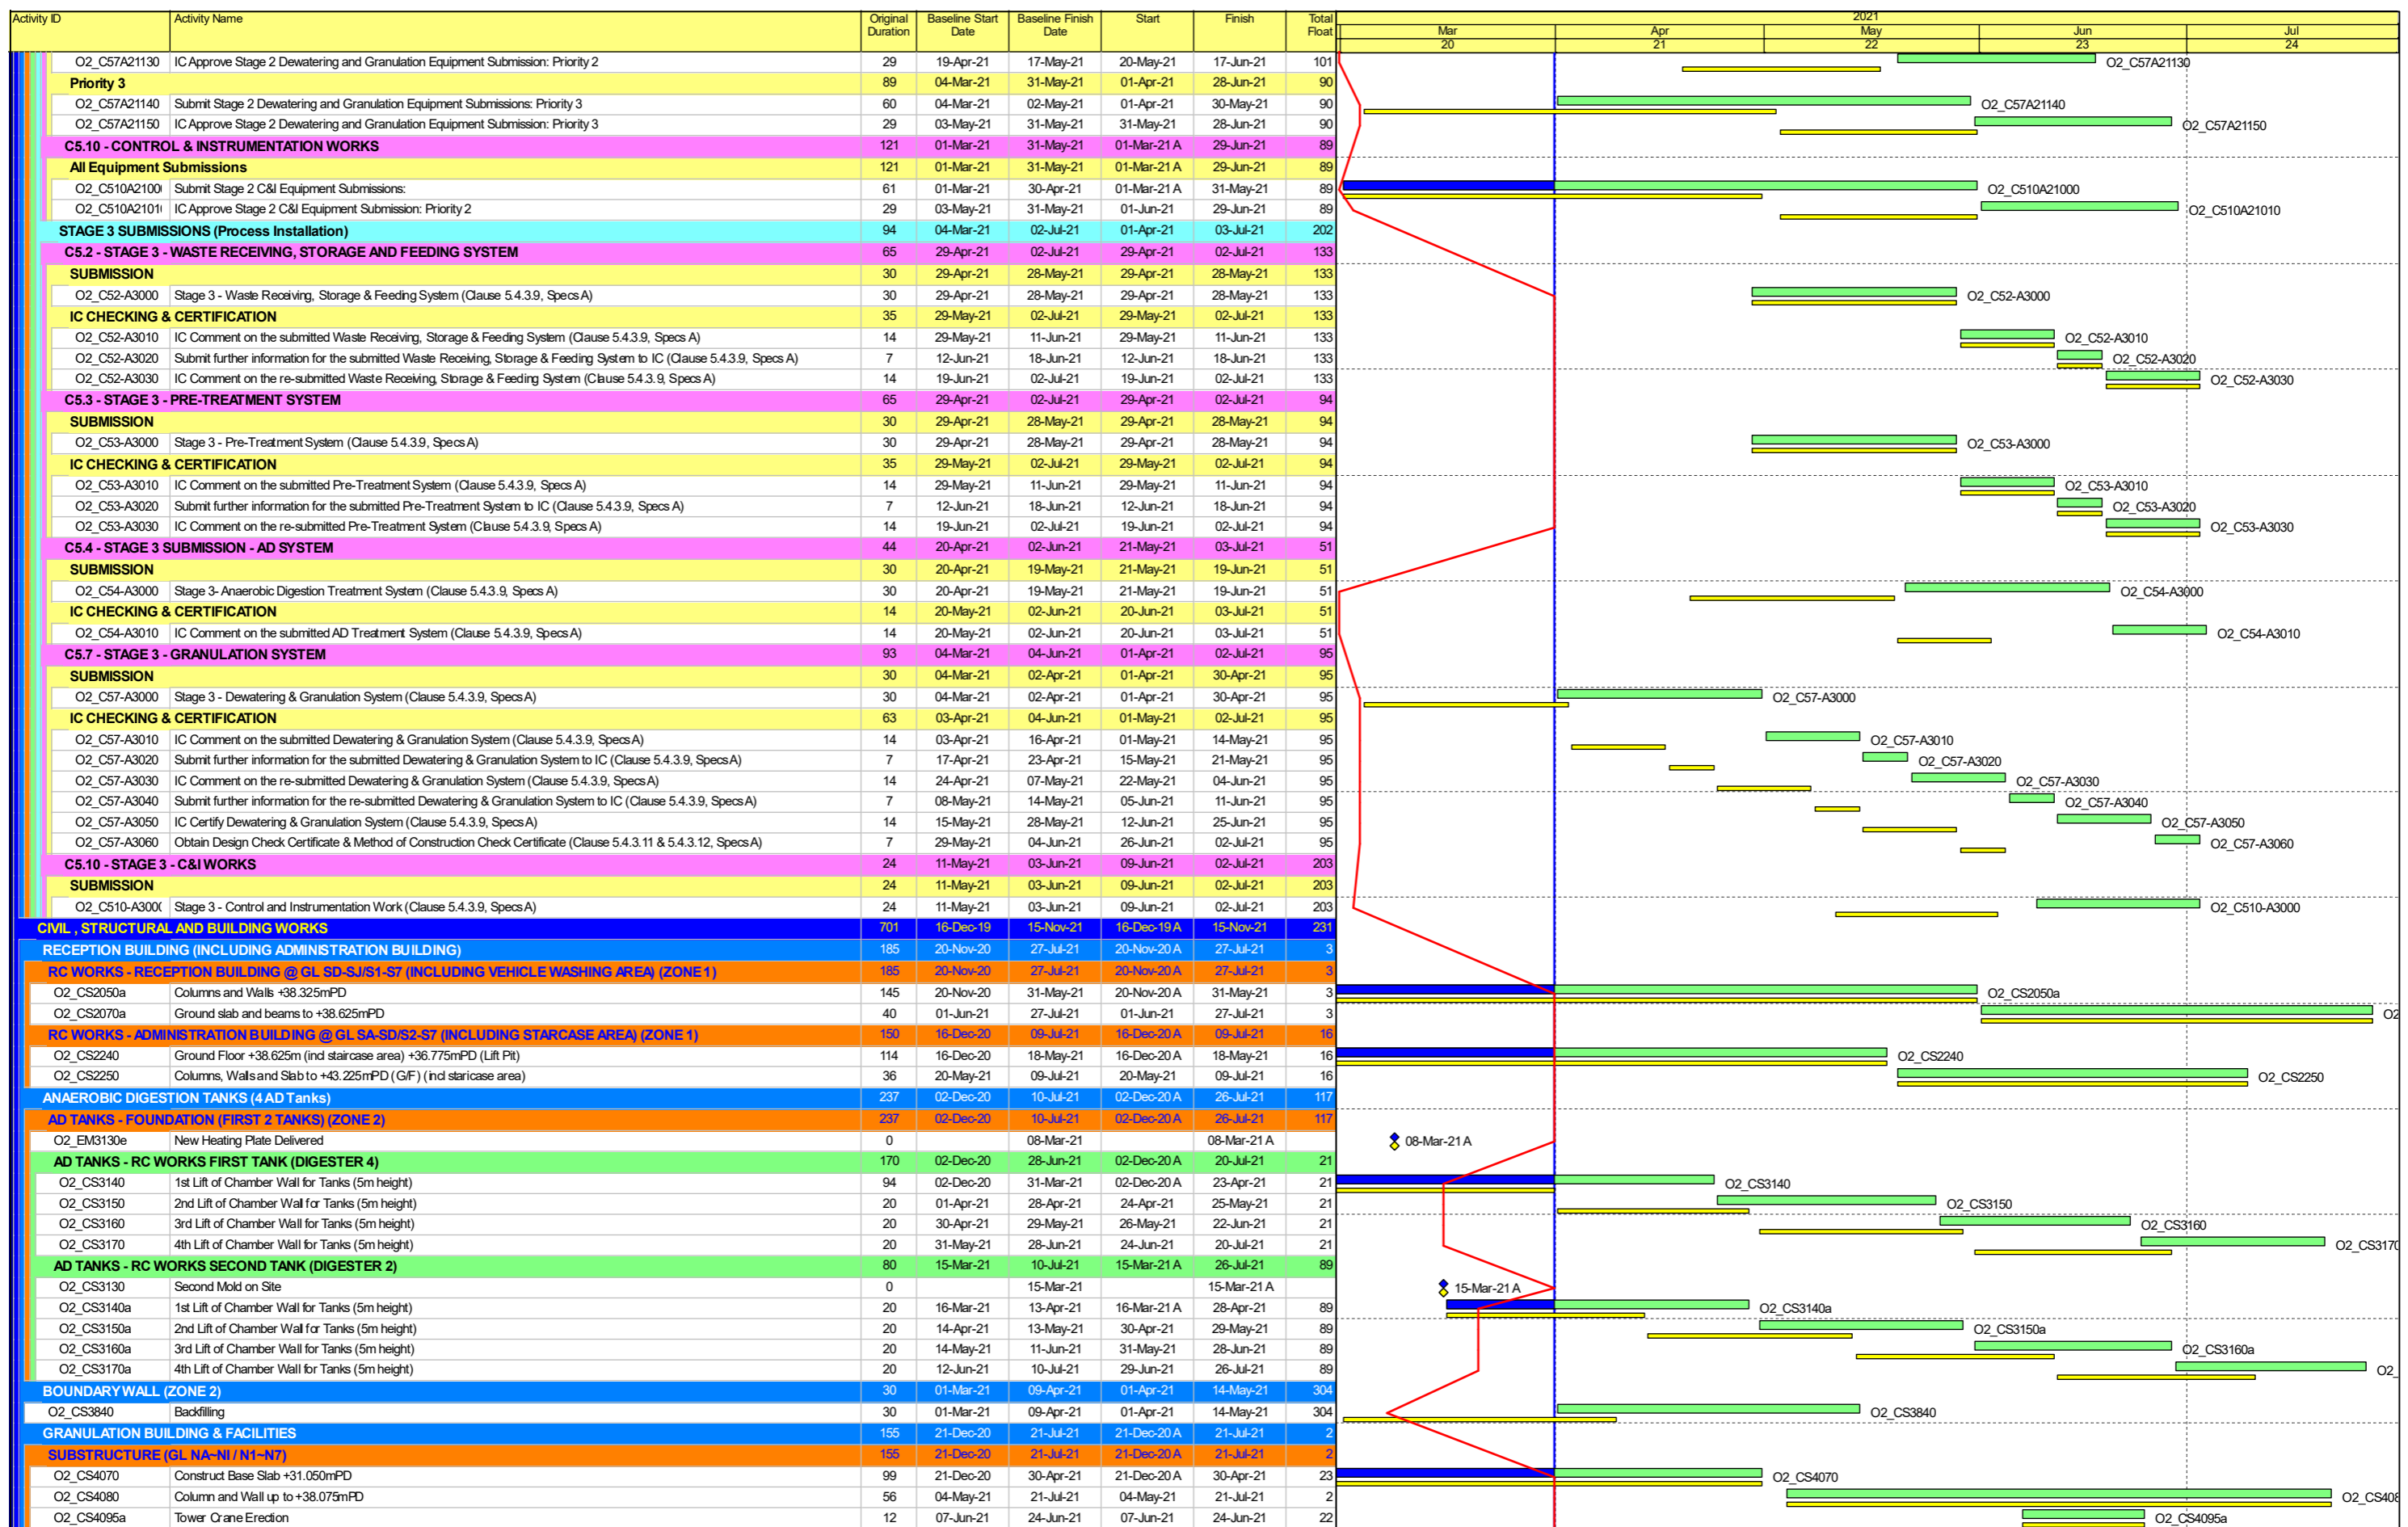 Activity ID Activity Name Original Duration Baseline Start Date Baseline Finish Date Start Finish Total Float 2021
Mar Apr May Jun Jul
20 21 22 23 24
O2_C57A21130 IC Approve Stage 2 Dewatering and Granulation Equipment Submission: Priority 2 29 19-Apr-21 17-May-21 20-May-21 17-Jun-21 101 O2_C57A21130
Priority 3 89 04-Mar-21 31-May-21 01-Apr-21 28-Jun-21 90
O2_C57A21140 Submit Stage 2 Dewatering and Granulation Equipment Submissions: Priority 3 60 04-Mar-21 02-May-21 01-Apr-21 30-May-21 90 O2_C57A21140
O2_C57A21150 IC Approve Stage 2 Dewatering and Granulation Equipment Submission: Priority 3 29 03-May-21 31-May-21 31-May-21 28-Jun-21 90 O2_C57A21150
C5.10 - CONTROL & INSTRUMENTATION WORKS 121 01-Mar-21 31-May-21 01-Mar-21 A 29-Jun-21 89
All Equipment Submissions 121 01-Mar-21 31-May-21 01-Mar-21 A 29-Jun-21 89
O2_C510A2100 Submit Stage 2 C&I Equipment Submissions: 61 01-Mar-21 30-Apr-21 01-Mar-21 A 31-May-21 89 O2_C510A21000
O2_C510A2101 IC Approve Stage 2 C&I Equipment Submission: Priority 2 29 03-May-21 31-May-21 01-Jun-21 29-Jun-21 89 O2_C510A21010
STAGE 3 SUBMISSIONS (Process Installation) 94 04-Mar-21 02-Jul-21 01-Apr-21 03-Jul-21 202
C5.2 - STAGE 3 - WASTE RECEIVING, STORAGE AND FEEDING SYSTEM 65 29-Apr-21 02-Jul-21 29-Apr-21 02-Jul-21 133
SUBMISSION 30 29-Apr-21 28-May-21 29-Apr-21 28-May-21 133
O2_C52-A3000 Stage 3 - Waste Receiving, Storage & Feeding System (Clause 5.4.3.9, Specs A) 30 29-Apr-21 28-May-21 29-Apr-21 28-May-21 133 O2_C52-A3000
IC CHECKING & CERTIFICATION 35 29-May-21 02-Jul-21 29-May-21 02-Jul-21 133
O2_C52-A3010 IC Comment on the submitted Waste Receiving, Storage & Feeding System (Clause 5.4.3.9, Specs A) 14 29-May-21 11-Jun-21 29-May-21 11-Jun-21 133 O2_C52-A3010
O2_C52-A3020 Submit further information for the submitted Waste Receiving, Storage & Feeding System to IC (Clause 5.4.3.9, Specs A) 7 12-Jun-21 18-Jun-21 12-Jun-21 18-Jun-21 133 O2_C52-A3020
O2_C52-A3030 IC Comment on the re-submitted Waste Receiving, Storage & Feeding System (Clause 5.4.3.9, Specs A) 14 19-Jun-21 02-Jul-21 19-Jun-21 02-Jul-21 133 O2_C52-A3030
C5.3 - STAGE 3 - PRE-TREATMENT SYSTEM 65 29-Apr-21 02-Jul-21 29-Apr-21 02-Jul-21 94
SUBMISSION 30 29-Apr-21 28-May-21 29-Apr-21 28-May-21 94
O2_C53-A3000 Stage 3 - Pre-Treatment System (Clause 5.4.3.9, Specs A) 30 29-Apr-21 28-May-21 29-Apr-21 28-May-21 94 O2_C53-A3000
IC CHECKING & CERTIFICATION 35 29-May-21 02-Jul-21 29-May-21 02-Jul-21 94
O2_C53-A3010 IC Comment on the submitted Pre-Treatment System (Clause 5.4.3.9, Specs A) 14 29-May-21 11-Jun-21 29-May-21 11-Jun-21 94 O2_C53-A3010
O2_C53-A3020 Submit further information for the submitted Pre-Treatment System to IC (Clause 5.4.3.9, Specs A) 7 12-Jun-21 18-Jun-21 12-Jun-21 18-Jun-21 94 O2_C53-A3020
O2_C53-A3030 IC Comment on the re-submitted Pre-Treatment System (Clause 5.4.3.9, Specs A) 14 19-Jun-21 02-Jul-21 19-Jun-21 02-Jul-21 94 O2_C53-A3030
C5.4 - STAGE 3 SUBMISSION - AD SYSTEM 44 20-Apr-21 02-Jun-21 21-May-21 03-Jul-21 51
SUBMISSION 30 20-Apr-21 19-May-21 21-May-21 19-Jun-21 51
O2_C54-A3000 Stage 3- Anaerobic Digestion Treatment System (Clause 5.4.3.9, Specs A) 30 20-Apr-21 19-May-21 21-May-21 19-Jun-21 51 O2_C54-A3000
IC CHECKING & CERTIFICATION 14 20-May-21 02-Jun-21 20-Jun-21 03-Jul-21 51
O2_C54-A3010 IC Comment on the submitted AD Treatment System (Clause 5.4.3.9, Specs A) 14 20-May-21 02-Jun-21 20-Jun-21 03-Jul-21 51 O2_C54-A3010
C5.7 - STAGE 3 - GRANULATION SYSTEM 93 04-Mar-21 04-Jun-21 01-Apr-21 02-Jul-21 95
SUBMISSION 30 04-Mar-21 02-Apr-21 01-Apr-21 30-Apr-21 95
O2_C57-A3000 Stage 3 - Dewatering & Granulation System (Clause 5.4.3.9, Specs A) 30 04-Mar-21 02-Apr-21 01-Apr-21 30-Apr-21 95 O2_C57-A3000
IC CHECKING & CERTIFICATION 63 03-Apr-21 04-Jun-21 01-May-21 02-Jul-21 95
O2_C57-A3010 IC Comment on the submitted Dewatering & Granulation System (Clause 5.4.3.9, Specs A) 14 03-Apr-21 16-Apr-21 01-May-21 14-May-21 95 O2_C57-A3010
O2_C57-A3020 Submit further information for the submitted Dewatering & Granulation System to IC (Clause 5.4.3.9, Specs A) 7 17-Apr-21 23-Apr-21 15-May-21 21-May-21 95 O2_C57-A3020
O2_C57-A3030 IC Comment on the re-submitted Dewatering & Granulation System (Clause 5.4.3.9, Specs A) 14 24-Apr-21 07-May-21 22-May-21 04-Jun-21 95 O2_C57-A3030
O2_C57-A3040 Submit further information for the re-submitted Dewatering & Granulation System to IC (Clause 5.4.3.9, Specs A) 7 08-May-21 14-May-21 05-Jun-21 11-Jun-21 95 O2_C57-A3040
O2_C57-A3050 IC Certify Dewatering & Granulation System (Clause 5.4.3.9, Specs A) 14 15-May-21 28-May-21 12-Jun-21 25-Jun-21 95 O2_C57-A3050
O2_C57-A3060 Obtain Design Check Certificate & Method of Construction Check Certificate (Clause 5.4.3.11 & 5.4.3.12, Specs A) 7 29-May-21 04-Jun-21 26-Jun-21 02-Jul-21 95 O2_C57-A3060
C5.10 - STAGE 3 - C&I WORKS 24 11-May-21 03-Jun-21 09-Jun-21 02-Jul-21 203
SUBMISSION 24 11-May-21 03-Jun-21 09-Jun-21 02-Jul-21 203
O2_C510-A300 Stage 3 - Control and Instrumentation Work (Clause 5.4.3.9, Specs A) 24 11-May-21 03-Jun-21 09-Jun-21 02-Jul-21 203 O2_C510-A3000
CIVIL , STRUCTURAL AND BUILDING WORKS 701 16-Dec-19 15-Nov-21 16-Dec-19 A 15-Nov-21 231
RECEPTION BUILDING (INCLUDING ADMINISTRATION BUILDING) 185 20-Nov-20 27-Jul-21 20-Nov-20 A 27-Jul-21 3
RC WORKS - RECEPTION BUILDING @ GL SD-SJ/S1-S7 (INCLUDING VEHICLE WASHING AREA) (ZONE 1) 185 20-Nov-20 27-Jul-21 20-Nov-20 A 27-Jul-21 3
O2_CS2050a Columns and Walls +38.325mPD 145 20-Nov-20 31-May-21 20-Nov-20 A 31-May-21 3 O2_CS2050a
O2_CS2070a Ground slab and beams to +38.625mPD 40 01-Jun-21 27-Jul-21 01-Jun-21 27-Jul-21 3 O2
RC WORKS - ADMINISTRATION BUILDING @ GL SA-SD/S2-S7 (INCLUDING STARCASE AREA) (ZONE 1) 150 16-Dec-20 09-Jul-21 16-Dec-20 A 09-Jul-21 16
O2_CS2240 Ground Floor +38.625m (incl staircase area) +36.775mPD (Lift Pit) 114 16-Dec-20 18-May-21 16-Dec-20 A 18-May-21 16 O2_CS2240
O2_CS2250 Columns, Walls and Slab to +43.225mPD (G/F) (incl staricase area) 36 20-May-21 09-Jul-21 20-May-21 09-Jul-21 16 O2_CS2250
ANAEROBIC DIGESTION TANKS (4 AD Tanks) 237 02-Dec-20 10-Jul-21 02-Dec-20 A 26-Jul-21 117
AD TANKS - FOUNDATION (FIRST 2 TANKS) (ZONE 2) 237 02-Dec-20 10-Jul-21 02-Dec-20 A 26-Jul-21 117
O2_EM3130e New Heating Plate Delivered 0 08-Mar-21 08-Mar-21 A 08-Mar-21 A
AD TANKS - RC WORKS FIRST TANK (DIGESTER 4) 170 02-Dec-20 28-Jun-21 02-Dec-20 A 20-Jul-21 21
O2_CS3140 1st Lift of Chamber Wall for Tanks (5m height) 94 02-Dec-20 31-Mar-21 02-Dec-20 A 23-Apr-21 21 O2_CS3140
O2_CS3150 2nd Lift of Chamber Wall for Tanks (5m height) 20 01-Apr-21 28-Apr-21 24-Apr-21 25-May-21 21 O2_CS3150
O2_CS3160 3rd Lift of Chamber Wall for Tanks (5m height) 20 30-Apr-21 29-May-21 26-May-21 22-Jun-21 21 O2_CS3160
O2_CS3170 4th Lift of Chamber Wall for Tanks (5m height) 20 31-May-21 28-Jun-21 24-Jun-21 20-Jul-21 21 O2_CS3170
AD TANKS - RC WORKS SECOND TANK (DIGESTER 2) 80 15-Mar-21 10-Jul-21 15-Mar-21 A 26-Jul-21 89
O2_CS3130 Second Mold on Site 0 15-Mar-21 15-Mar-21 A 15-Mar-21 A
O2_CS3140a 1st Lift of Chamber Wall for Tanks (5m height) 20 16-Mar-21 13-Apr-21 16-Mar-21 A 28-Apr-21 89 O2_CS3140a
O2_CS3150a 2nd Lift of Chamber Wall for Tanks (5m height) 20 14-Apr-21 13-May-21 30-Apr-21 29-May-21 89 O2_CS3150a
O2_CS3160a 3rd Lift of Chamber Wall for Tanks (5m height) 20 14-May-21 11-Jun-21 31-May-21 28-Jun-21 89 O2_CS3160a
O2_CS3170a 4th Lift of Chamber Wall for Tanks (5m height) 20 12-Jun-21 10-Jul-21 29-Jun-21 26-Jul-21 89 O2_
BOUNDARY WALL (ZONE 2) 30 01-Mar-21 09-Apr-21 01-Apr-21 14-May-21 304
O2_CS3840 Backfilling 30 01-Mar-21 09-Apr-21 01-Apr-21 14-May-21 304 O2_CS3840
GRANULATION BUILDING & FACILITIES 155 21-Dec-20 21-Jul-21 21-Dec-20 A 21-Jul-21 2
SUBSTRUCTURE (GL NA~NI / N1~N7) 155 21-Dec-20 21-Jul-21 21-Dec-20 A 21-Jul-21 2
O2_CS4070 Construct Base Slab +31.050mPD 99 21-Dec-20 30-Apr-21 21-Dec-20 A 30-Apr-21 23 O2_CS4070
O2_CS4080 Column and Wall up to +38.075mPD 56 04-May-21 21-Jul-21 04-May-21 21-Jul-21 2 O2_CS408
O2_CS4095a Tower Crane Erection 12 07-Jun-21 24-Jun-21 07-Jun-21 24-Jun-21 22 O2_CS4095a